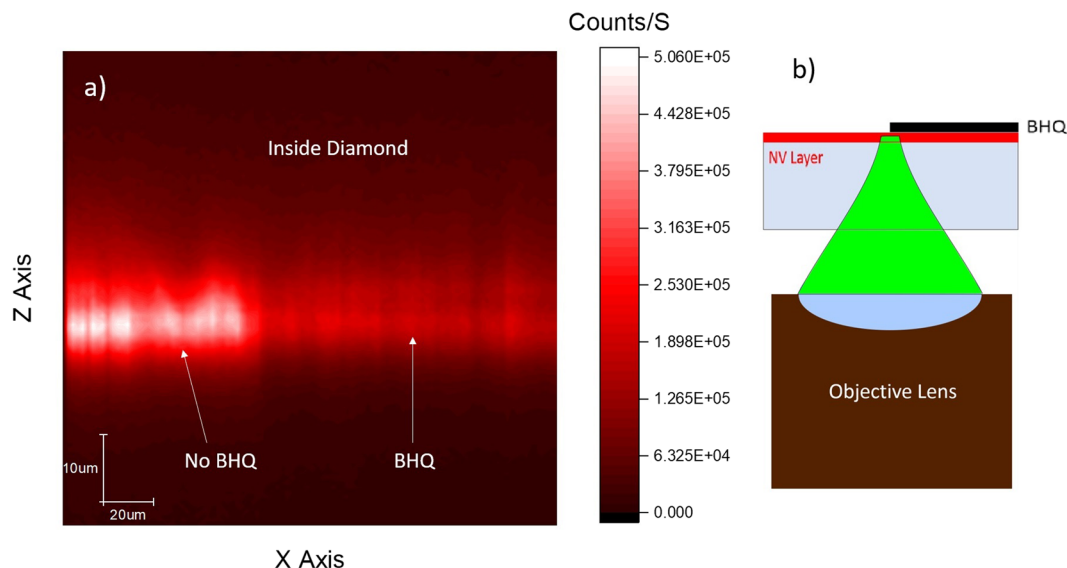 Counts/S
a)
Inside Diamond
No BHQ
BHQ
10um
20um
Z Axis
X Axis
5.060E+05
4.428E+05
3.795E+05
3.163E+05
2.530E+05
1.898E+05
1.265E+05
6.325E+04
0.000
b)
BHQ
NV Layer
Objective Lens